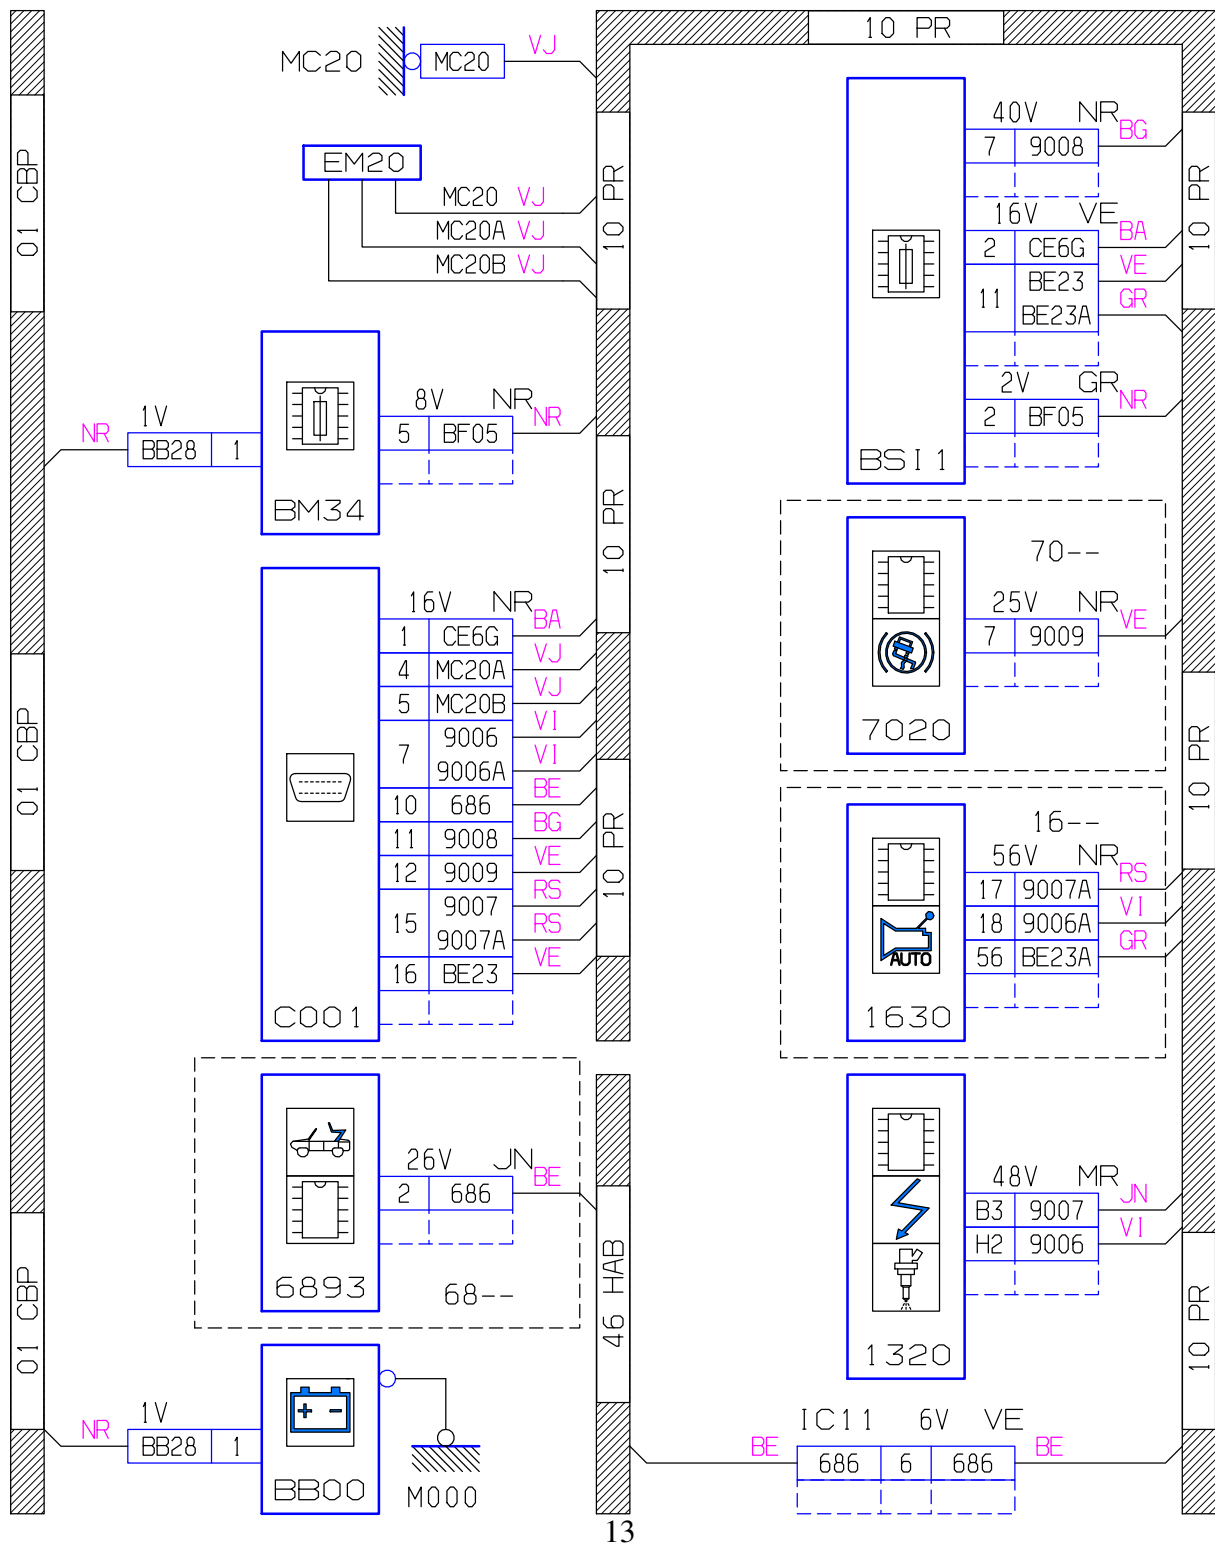 10 PR
MC20
MC20
VJ
EM20
MC20 VJ
MC20A VJ
MC20B VJ
10 PR
01 CBP
1V
NR
BB28 1
BM34
8V NR
5 BF05
NR
10 PR
C001
16V NR
1 CE6G BA
4 MC20A VJ
5 MC20B VJ
7 9006 VI
9006A VI
10 686 BE
11 9008 BG
12 9009 VE
15 9007 RS
9007A RS
16 BE23 VE
01 CBP
10 PR
6893
26V JN
2 686 BE
68--
46 HAB
01 CBP
1V
NR
BB28 1
BB00
M000
BSI1
40V NR
7 9008 BG
16V VE
2 CE6G BA
11 BE23 VE
BE23A GR
2V GR
2 BF05 NR
10 PR
70--
7020
25V NR
7 9009 VE
10 PR
16--
AUTO
1630
56V NR
17 9007A RS
18 9006A VI
56 BE23A GR
1320
48V MR
B3 9007 JN
H2 9006 VI
10 PR
IC11 6V VE
BE 686 6 686 BE
13